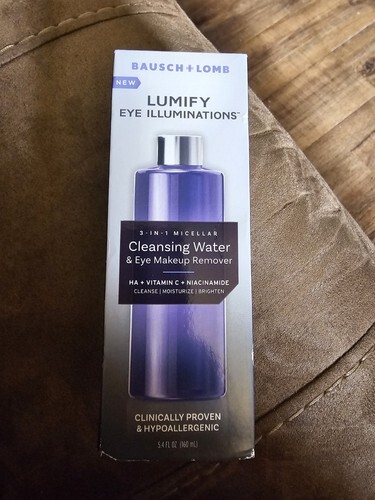 BAUSCH + LOMB
NEW
LUMIFY
EYE ILLUMINATIONS™
3-IN-1 MICELLAR
Cleansing Water
& Eye Makeup Remover
HA + VITAMIN C + NIACINAMIDE
CLEANSE | MOISTURIZE | BRIGHTEN
CLINICALLY PROVEN
& HYPOALLERGENIC
5.4 FL OZ (160 mL)